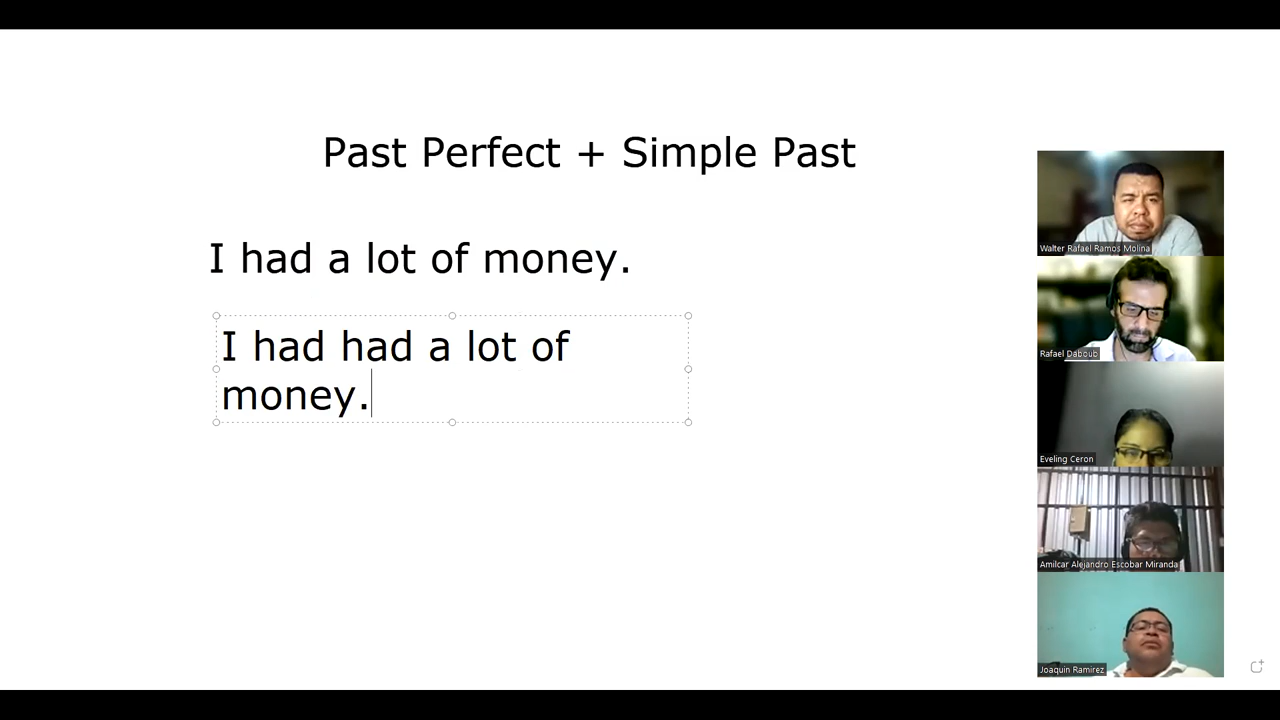 Past Perfect + Simple Past
I had a lot of money.
I had had a lot of
money.
Walter Rafael Ramos Molina
Rafael Daboub
Eveling Ceron
Amilcar Alejandro Escobar Miranda
Joaquin Ramirez